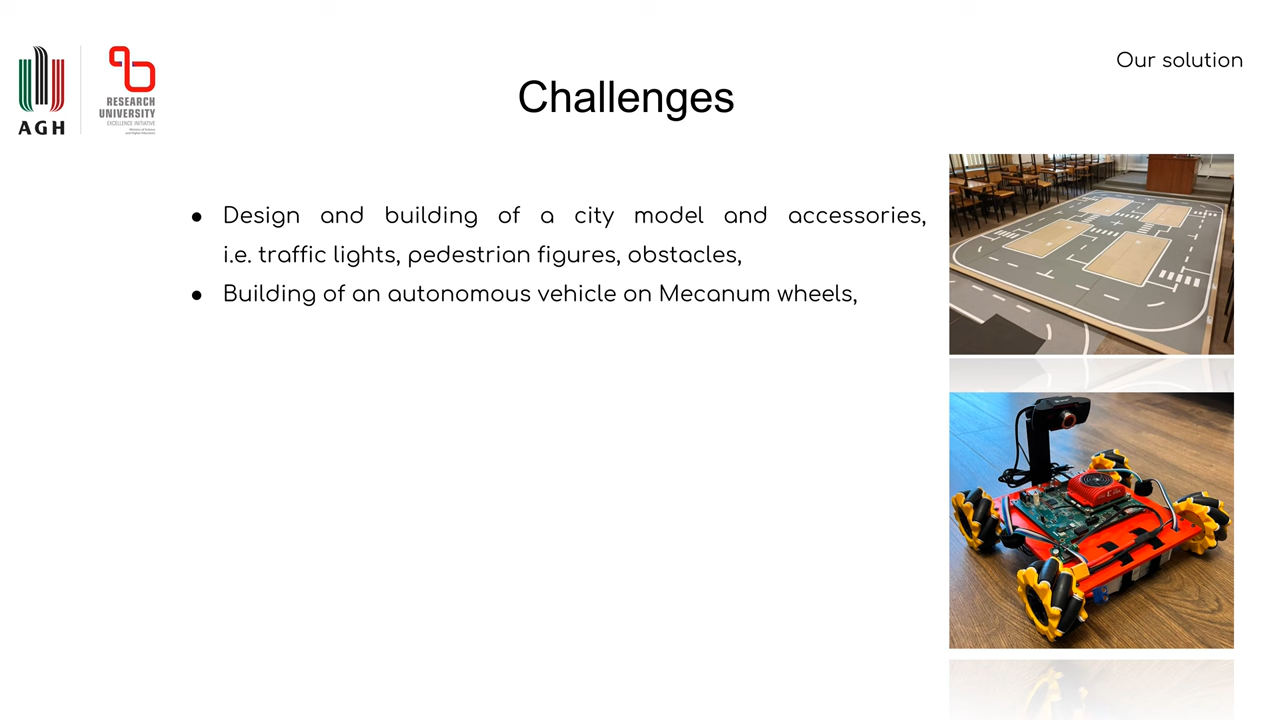 Our solution
AGH
RESEARCH
UNIVERSITY
EXCELLENCE INITIATIVE
Ministry of Science
and Higher Education
Challenges
● Design and building of a city model and accessories,
i.e. traffic lights, pedestrian figures, obstacles,
● Building of an autonomous vehicle on Mecanum wheels,